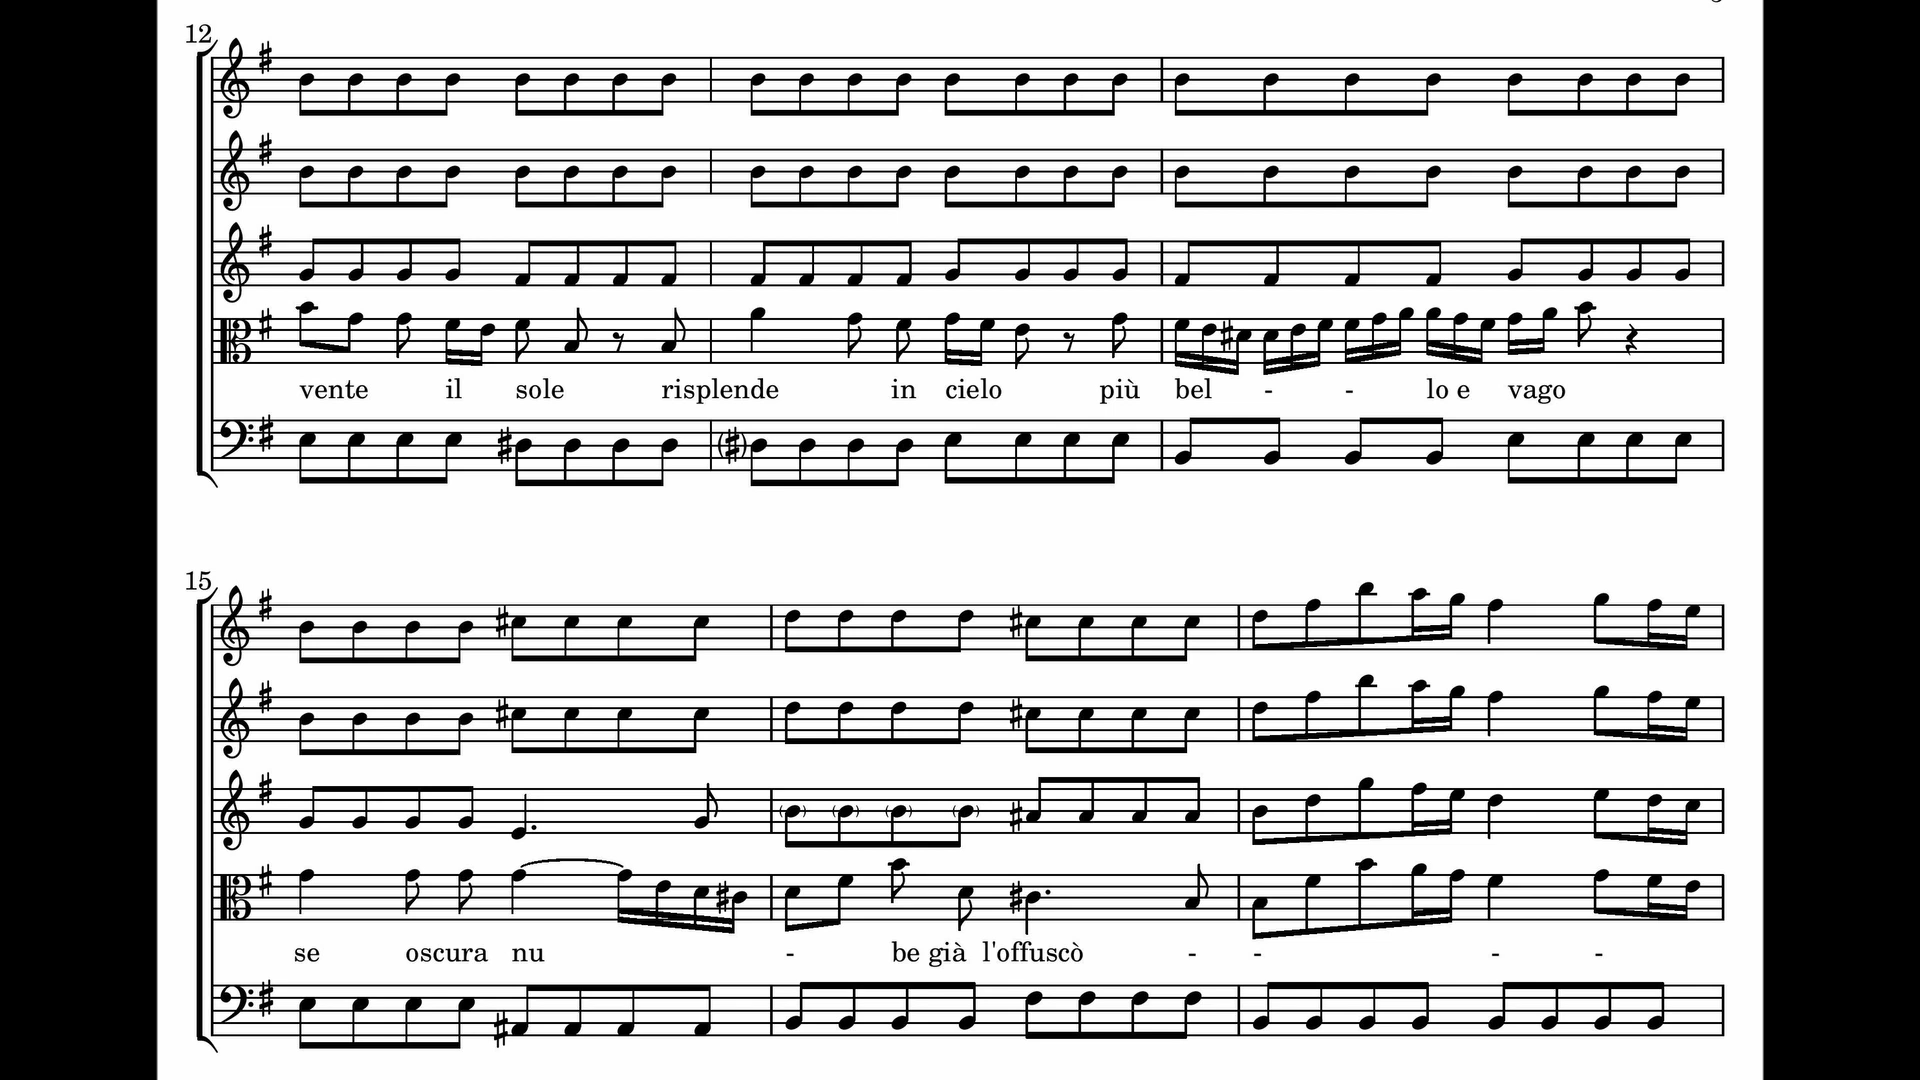 12
vente il sole risplende in cielo più bel - - lo e vago
15
se oscura nu - be già l'offuscò - - - -